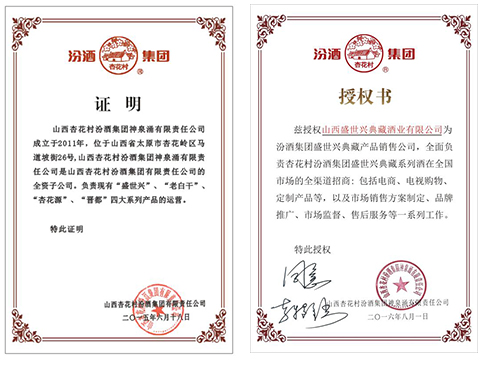 汾酒 集团
杏花村
®
证 明
山西杏花村汾酒集团神泉涌有限责任公司
成立于2011年，位于山西省太原市杏花岭区马
道坡街26号,山西杏花村汾酒集团神泉涌有限责
任公司是山西杏花村汾酒集团有限责任公司的
全资子公司。负责现有“盛世兴”、“老白干”、
“杏花源”、“晋都”四大系列产品的运营。
特此证明
山西杏花村汾酒集团有限责任公司
二〇一五年六月十八日
汾酒 集团
杏花村
®
授权书
兹授权山西盛世兴典藏酒业有限公司为
汾酒集团盛世兴典藏产品销售公司，全面负
责杏花村汾酒集团盛世兴典藏系列酒在全国
市场的全渠道招商：包括电商、电视购物、
定制产品等，以及市场销售方案制定、品牌
推广、市场监督、售后服务等一系列工作。
特此授权
山西杏花村汾酒集团神泉涌有限责任公司
二〇一六年八月一日